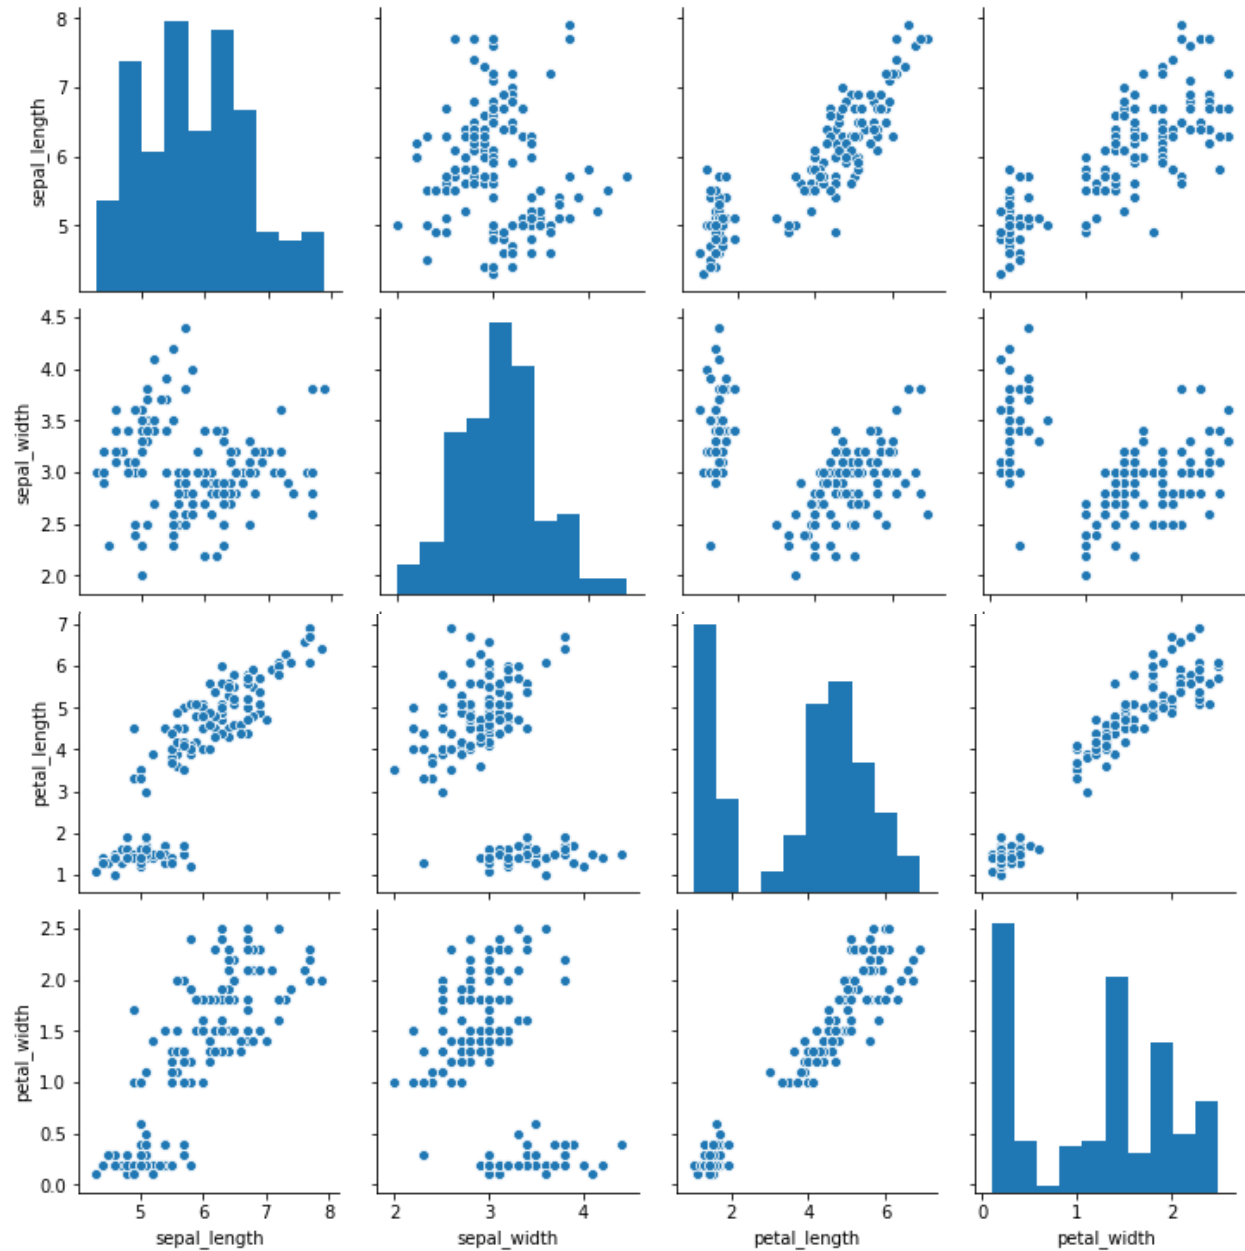 8
7
6
5
sepal_length
4.5
4.0
3.5
3.0
2.5
2.0
sepal_width
7
6
5
4
3
2
1
petal_length
2.5
2.0
1.5
1.0
0.5
0.0
petal_width
5 6 7 8
2 3 4
2 4 6
0 1 2
sepal_length sepal_width petal_length petal_width